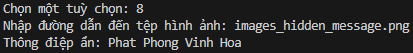 Chọn một tuỳ chọn: 8
Nhập đường dẫn đến tệp hình ảnh: images_hidden_message.png
Thông điệp ẩn: Phat Phong Vinh Hoa